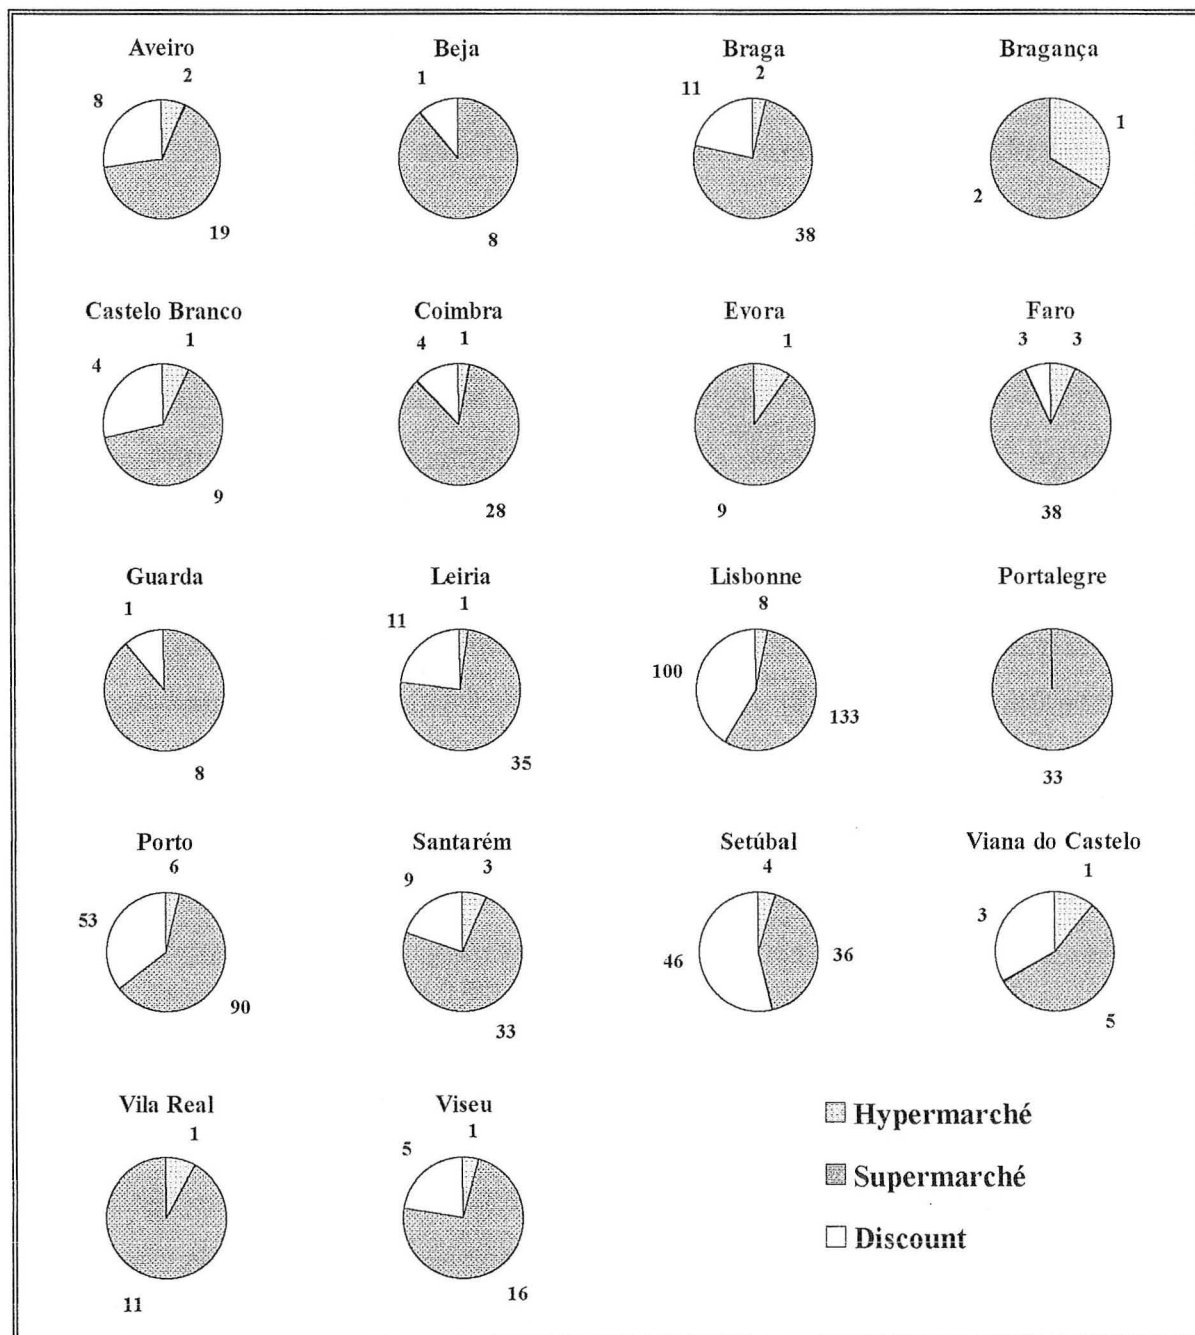 Aveiro
2
8
19
Beja
1
8
Braga
2
11
38
Bragança
1
2
Castelo Branco
1
4
9
Coimbra
4 1
28
Evora
1
9
Faro
3 3
38
Guarda
1
8
Leiria
1
11
35
Lisbonne
8
100
133
Portalegre
33
Porto
6
53
90
Santarém
3
9
33
Setúbal
4
46
36
Viana do Castelo
1
3
5
Vila Real
1
11
Viseu
1
5
16
Hypermarché
Supermarché
Discount